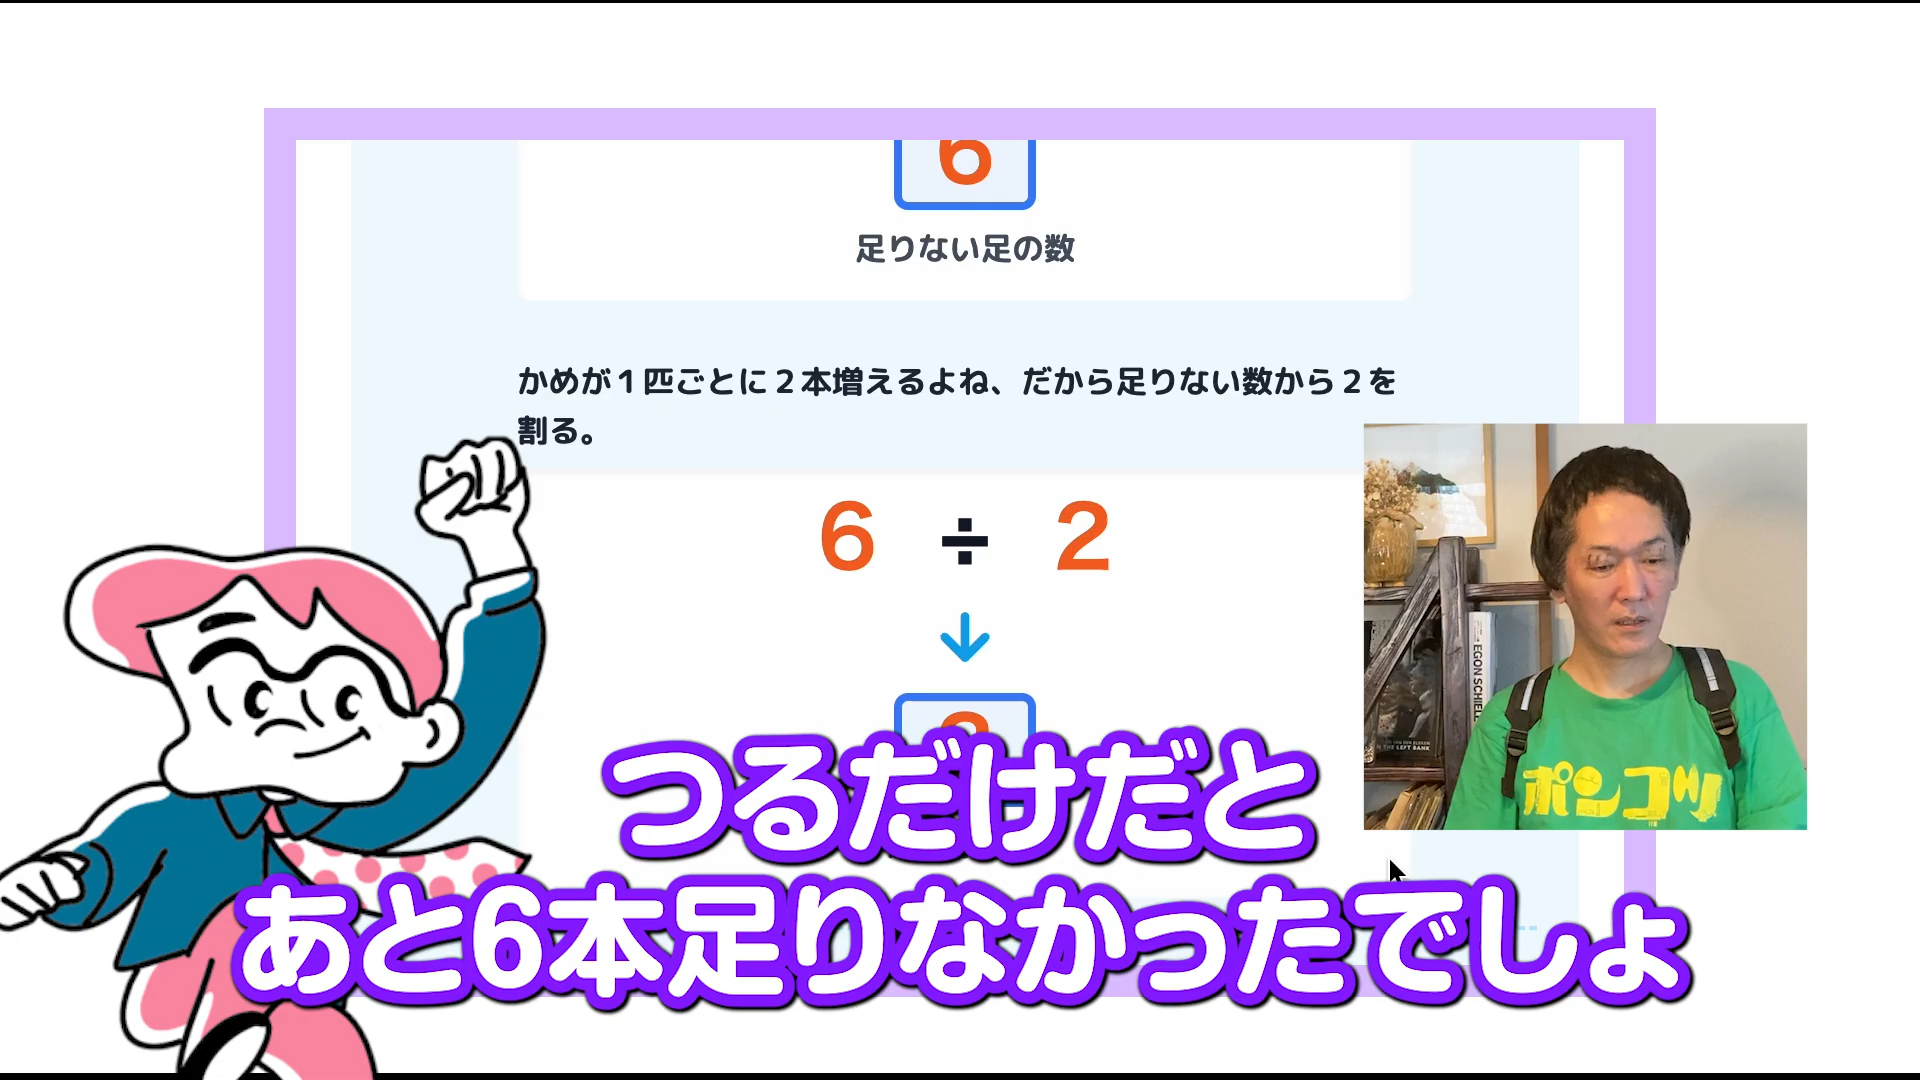 6
足りない足の数
かめが１匹ごとに２本増えるよね、だから足りない数から２を
割る。
6 ÷ 2
つるだけだと
あと6本足りなかったでしょ
EGON SCHIELE
THE LEFT BANK
ポンコツ